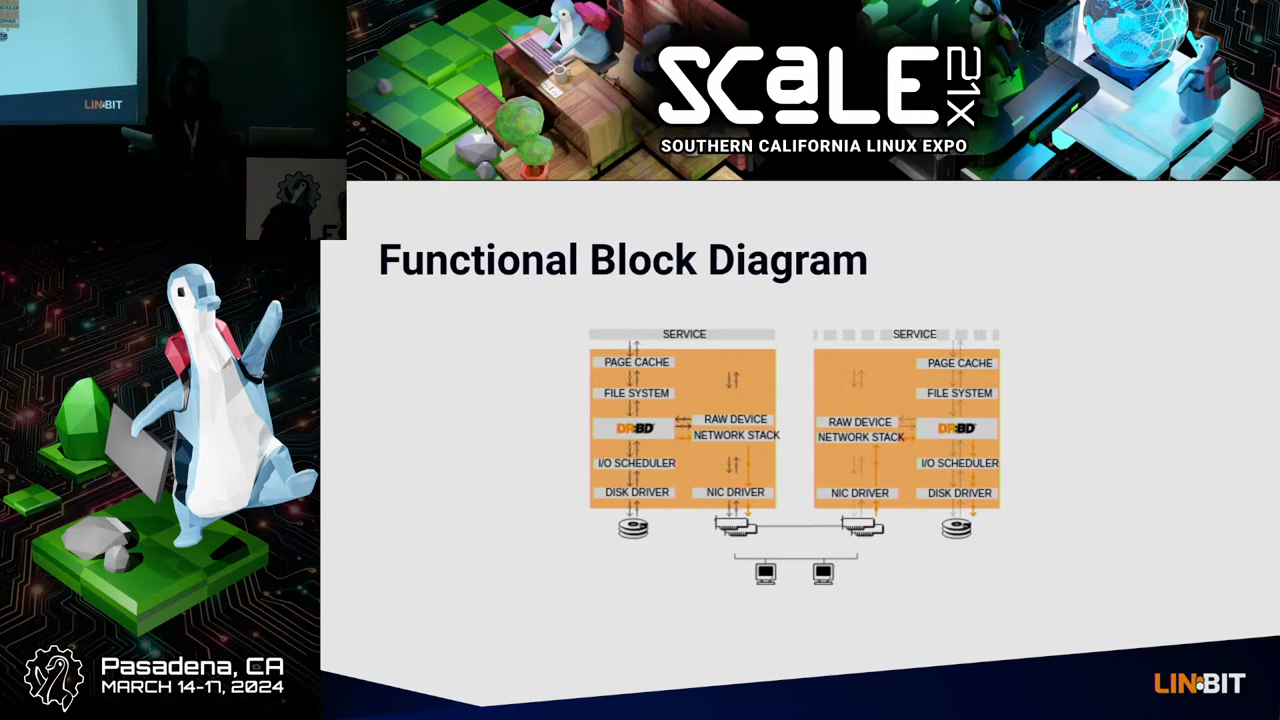 LINBIT
SCaLE 21x
SOUTHERN CALIFORNIA LINUX EXPO
Functional Block Diagram
SERVICE
PAGE CACHE
FILE SYSTEM
DRBD
RAW DEVICE
NETWORK STACK
I/O SCHEDULER
DISK DRIVER
NIC DRIVER
SERVICE
PAGE CACHE
FILE SYSTEM
RAW DEVICE
NETWORK STACK
DRBD
I/O SCHEDULER
NIC DRIVER
DISK DRIVER
Pasadena, CA
MARCH 14-17, 2024
LINBIT